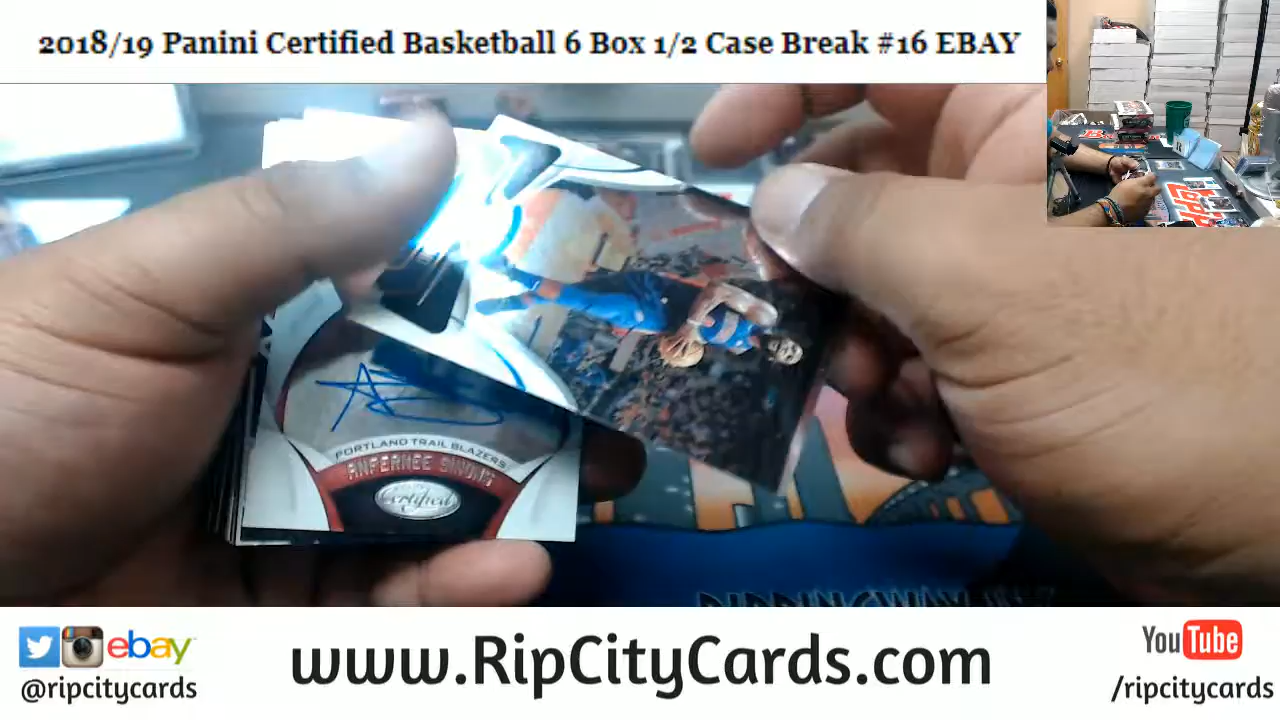 2018/19 Panini Certified Basketball 6 Box 1/2 Case Break #16 EBAY
PORTLAND TRAIL BLAZERS
ANFERNEE SIMONS
Certified
ebay
@ripcitycards
www.RipCityCards.com
YouTube
/ripcitycards